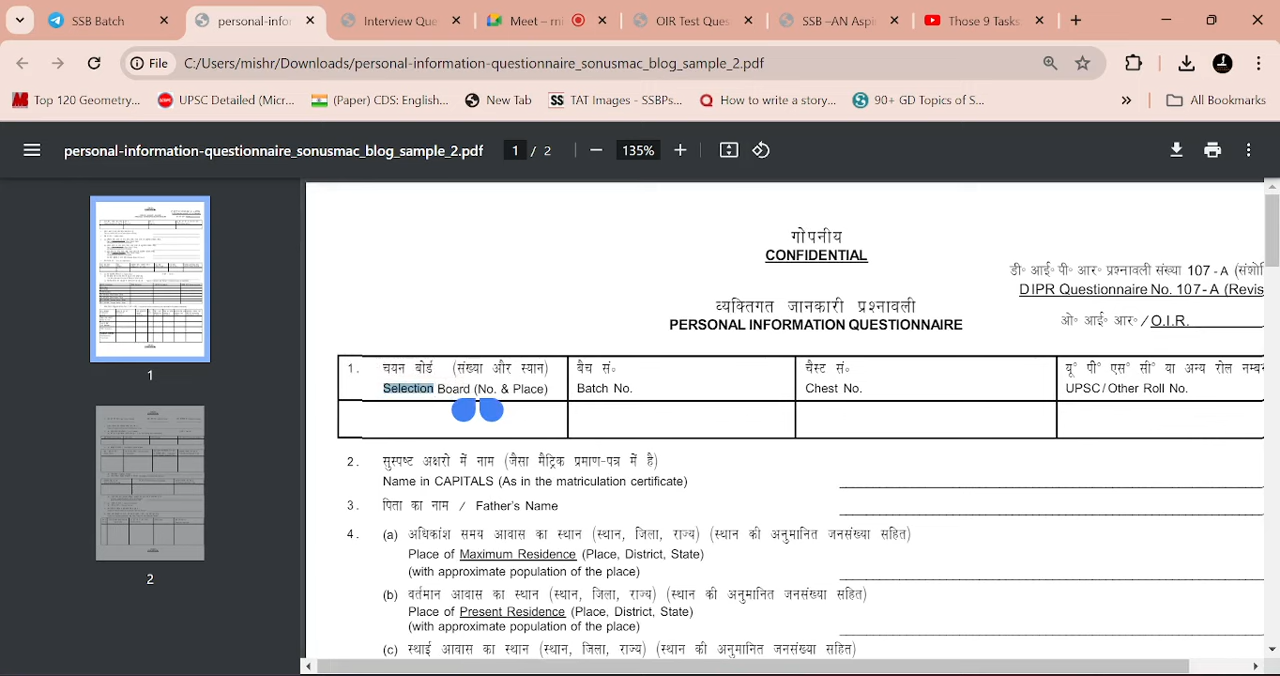 SSB Batch
personal-info
Interview Que
Meet – mi
OIR Test Ques
SSB –AN Aspi
Those 9 Tasks
File
C:/Users/mishr/Downloads/personal-information-questionnaire_sonusmac_blog_sample_2.pdf
Top 120 Geometry...
UPSC Detailed (Micr...
(Paper) CDS: English...
New Tab
TAT Images - SSBPs...
How to write a story...
90+ GD Topics of S...
All Bookmarks
personal-information-questionnaire_sonusmac_blog_sample_2.pdf
1 / 2
135%
गोपनीय
CONFIDENTIAL
डी॰ आई॰ पी॰ आर॰ प्रश्नावली संख्या 107 - A (संशो
DIPR Questionnaire No. 107- A (Revis
व्यक्तिगत जानकारी प्रश्नावली
PERSONAL INFORMATION QUESTIONNAIRE
ओ॰ आई॰ आर॰ / O.I.R.
1. चयन बोर्ड (संख्या और स्थान)
Selection Board (No. & Place)
बैच सं॰
Batch No.
चैस्ट सं॰
Chest No.
यू॰ पी॰ एस॰ सी॰ या अन्य रोल नम्बर
UPSC / Other Roll No.
2. सुस्पष्ट अक्षरो में नाम (जैसा मैट्रिक प्रमाण-पत्र में है)
Name in CAPITALS (As in the matriculation certificate)
3. पिता का नाम / Father's Name
4. (a) अधिकांश समय आवास का स्थान (स्थान, जिला, राज्य) (स्थान की अनुमानित जनसंख्या सहित)
Place of Maximum Residence (Place, District, State)
(with approximate population of the place)
(b) वर्तमान आवास का स्थान (स्थान, जिला, राज्य) (स्थान की अनुमानित जनसंख्या सहित)
Place of Present Residence (Place, District, State)
(with approximate population of the place)
(c) स्थाई आवास का स्थान (स्थान, जिला, राज्य) (स्थान की अनुमानित जनसंख्या सहित)
1
2